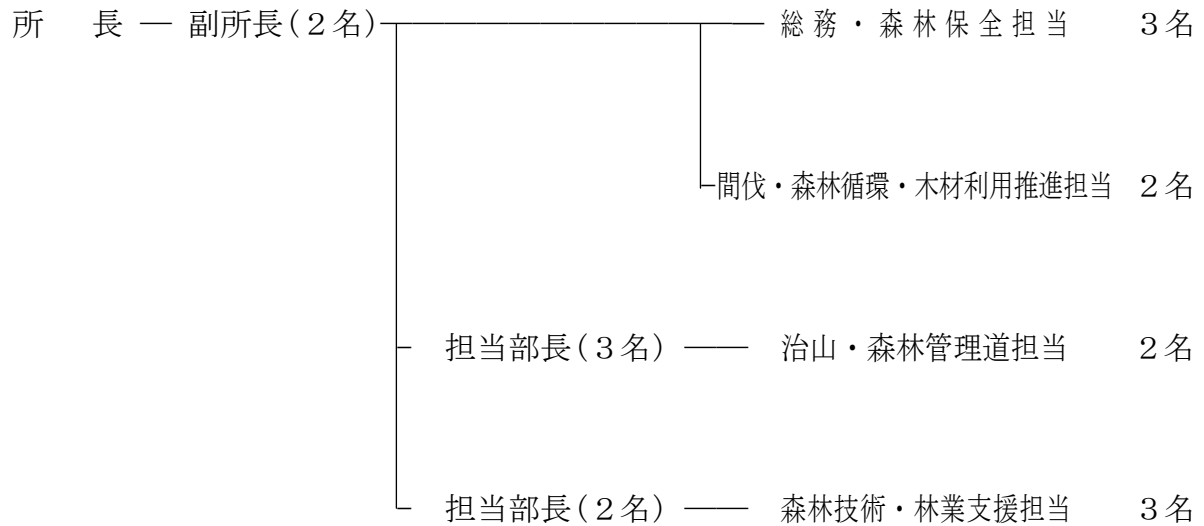 所　長 ― 副所長(２名) 総務・森林保全担当　３名
間伐・森林循環・木材利用推進担当　２名
担当部長(３名) ―― 治山・森林管理道担当　２名
担当部長(２名) ―― 森林技術・林業支援担当　３名